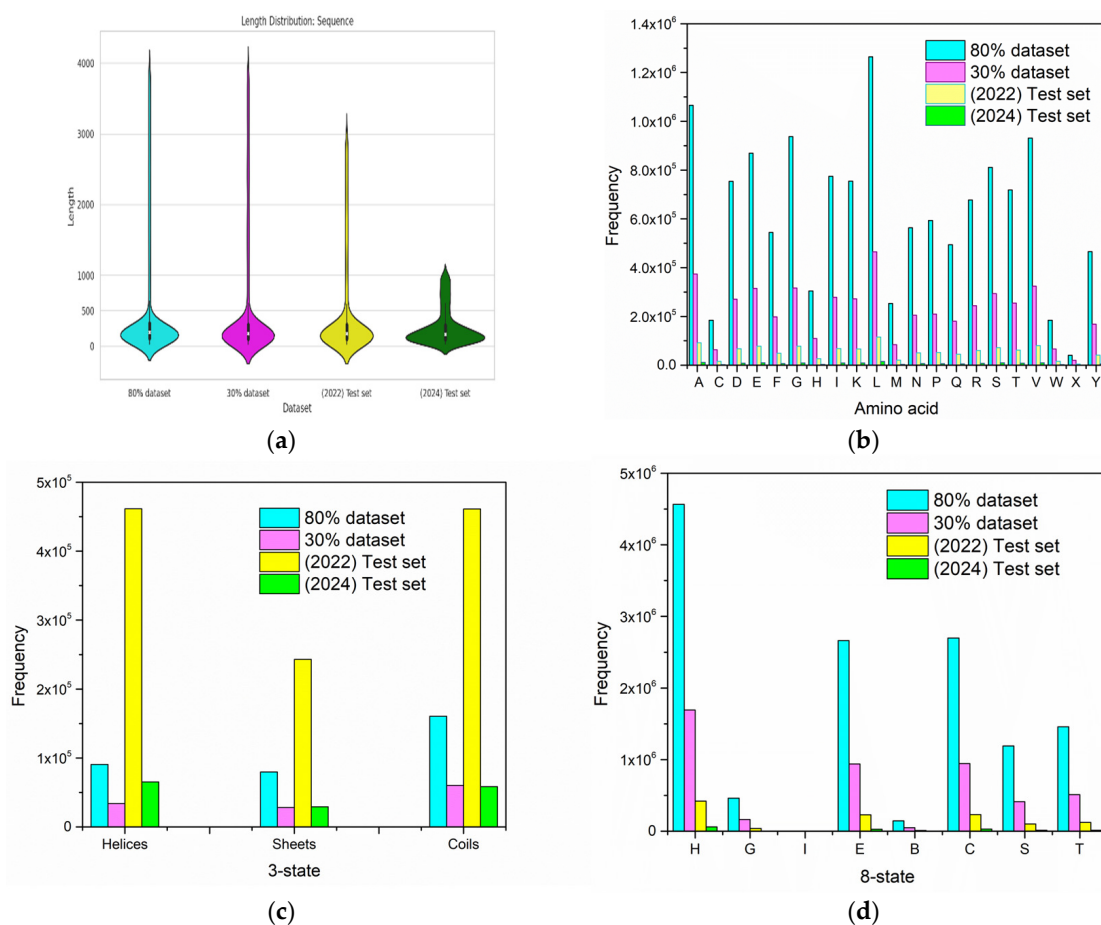 Length Distribution: Sequence
4000
3000
2000
1000
500
0
Length
80% dataset
30% dataset
(2022) Test set
(2024) Test set
Dataset
(a)
1.4x10⁶
1.2x10⁶
1.0x10⁶
8.0x10⁵
6.0x10⁵
4.0x10⁵
2.0x10⁵
0.0
Frequency
80% dataset
30% dataset
(2022) Test set
(2024) Test set
A C D E F G H I K L M N P Q R S T V W X Y
Amino acid
(b)
5x10⁵
4x10⁵
3x10⁵
2x10⁵
1x10⁵
0
Frequency
80% dataset
30% dataset
(2022) Test set
(2024) Test set
Helices Sheets Coils
3-state
(c)
5x10⁶
4x10⁶
3x10⁶
2x10⁶
1x10⁶
0
Frequency
80% dataset
30% dataset
(2022) Test set
(2024) Test set
H G I E B C S T
8-state
(d)